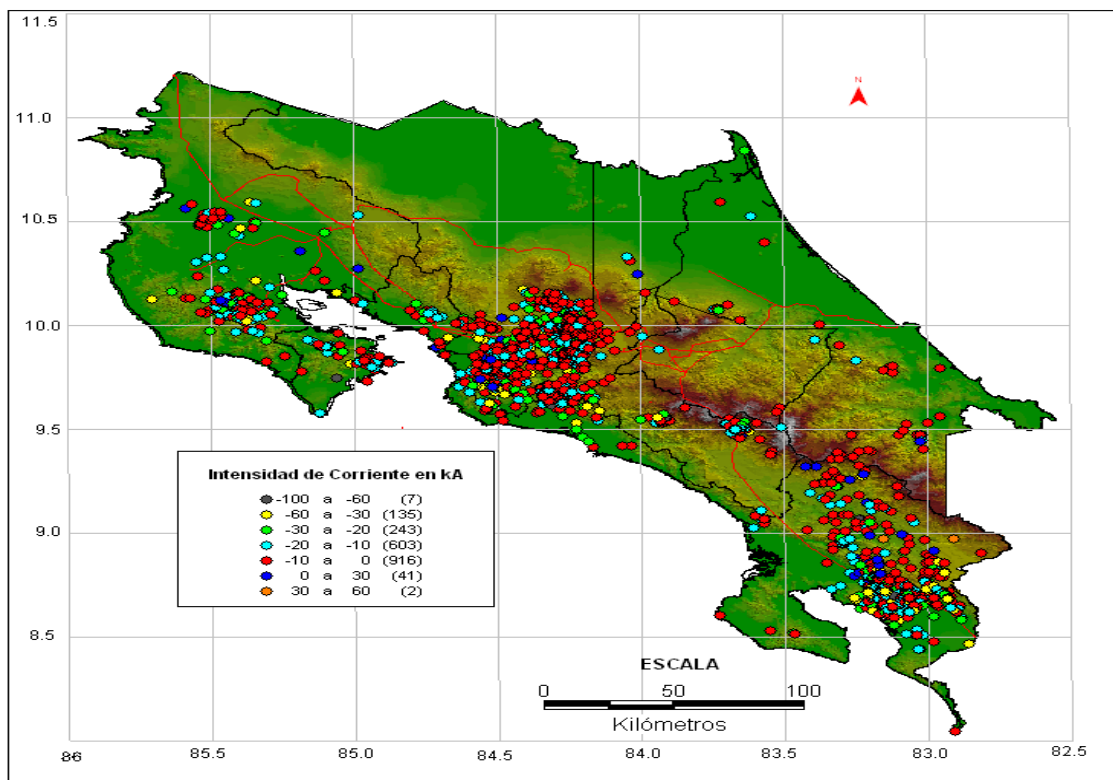 11.5
N
11.0
10.5
10.0
9.5
Intensidad de Corriente en kA
-100 a -60 (7)
-60 a -30 (135)
-30 a -20 (243)
-20 a -10 (603)
-10 a 0 (916)
0 a 30 (41)
30 a 60 (2)
9.0
8.5
ESCALA
0 50 100
Kilómetros
86 85.5 85.0 84.5 84.0 83.5 83.0 82.5